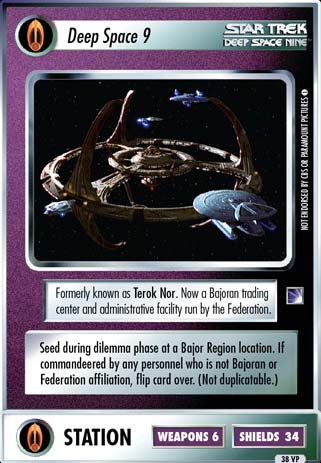 Deep Space 9
STAR TREK
DEEP SPACE NINE
NOT ENDORSED BY CBS OR PARAMOUNT PICTURES
Formerly known as Terok Nor. Now a Bajoran trading
center and administrative facility run by the Federation.
Seed during dilemma phase at a Bajor Region location. If
commandeered by any personnel who is not Bajoran or
Federation affiliation, flip card over. (Not duplicatable.)
STATION
WEAPONS 6
SHIELDS 34
38 VP